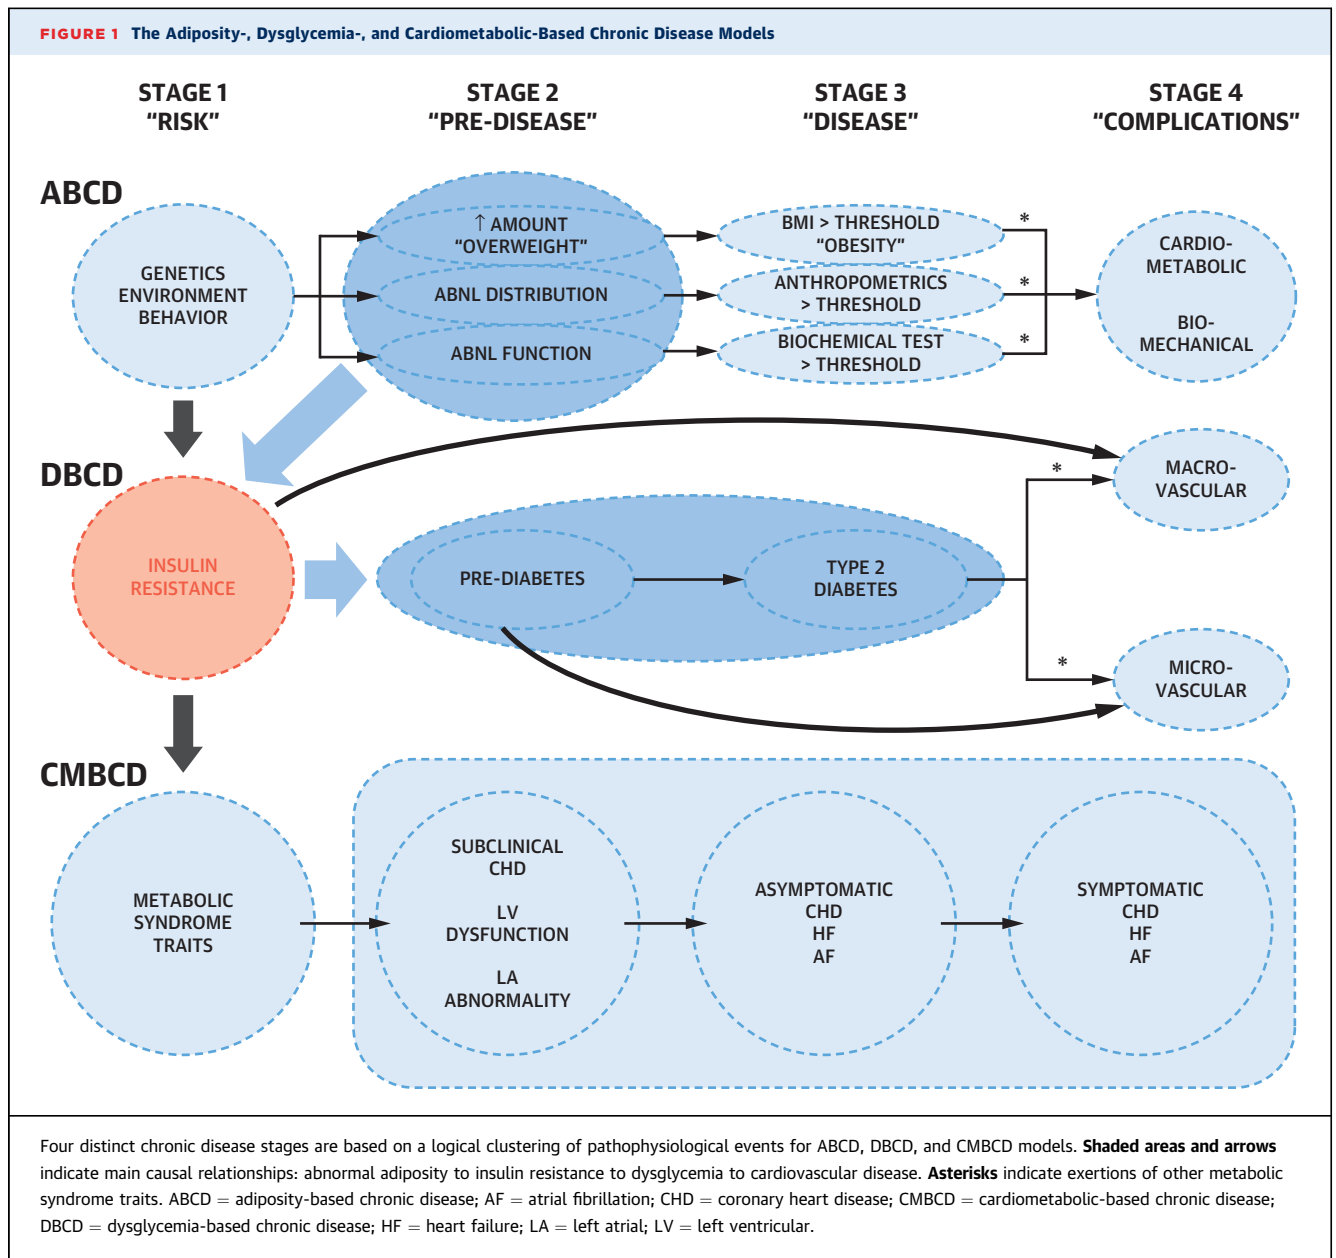 FIGURE 1 The Adiposity-, Dysglycemia-, and Cardiometabolic-Based Chronic Disease Models
STAGE 1
“RISK”
STAGE 2
“PRE-DISEASE”
STAGE 3
“DISEASE”
STAGE 4
“COMPLICATIONS”
ABCD
GENETICS
ENVIRONMENT
BEHAVIOR
↑ AMOUNT
“OVERWEIGHT”
ABNL DISTRIBUTION
ABNL FUNCTION
BMI > THRESHOLD
“OBESITY”
ANTHROPOMETRICS
> THRESHOLD
BIOCHEMICAL TEST
> THRESHOLD
*
*
*
CARDIO-
METABOLIC
BIO-
MECHANICAL
DBCD
INSULIN
RESISTANCE
PRE-DIABETES
TYPE 2
DIABETES
*
*
MACRO-
VASCULAR
MICRO-
VASCULAR
CMBCD
METABOLIC
SYNDROME
TRAITS
SUBCLINICAL
CHD
LV
DYSFUNCTION
LA
ABNORMALITY
ASYMPTOMATIC
CHD
HF
AF
SYMPTOMATIC
CHD
HF
AF
Four distinct chronic disease stages are based on a logical clustering of pathophysiological events for ABCD, DBCD, and CMBCD models. Shaded areas and arrows
indicate main causal relationships: abnormal adiposity to insulin resistance to dysglycemia to cardiovascular disease. Asterisks indicate exertions of other metabolic
syndrome traits. ABCD = adiposity-based chronic disease; AF = atrial fibrillation; CHD = coronary heart disease; CMBCD = cardiometabolic-based chronic disease;
DBCD = dysglycemia-based chronic disease; HF = heart failure; LA = left atrial; LV = left ventricular.